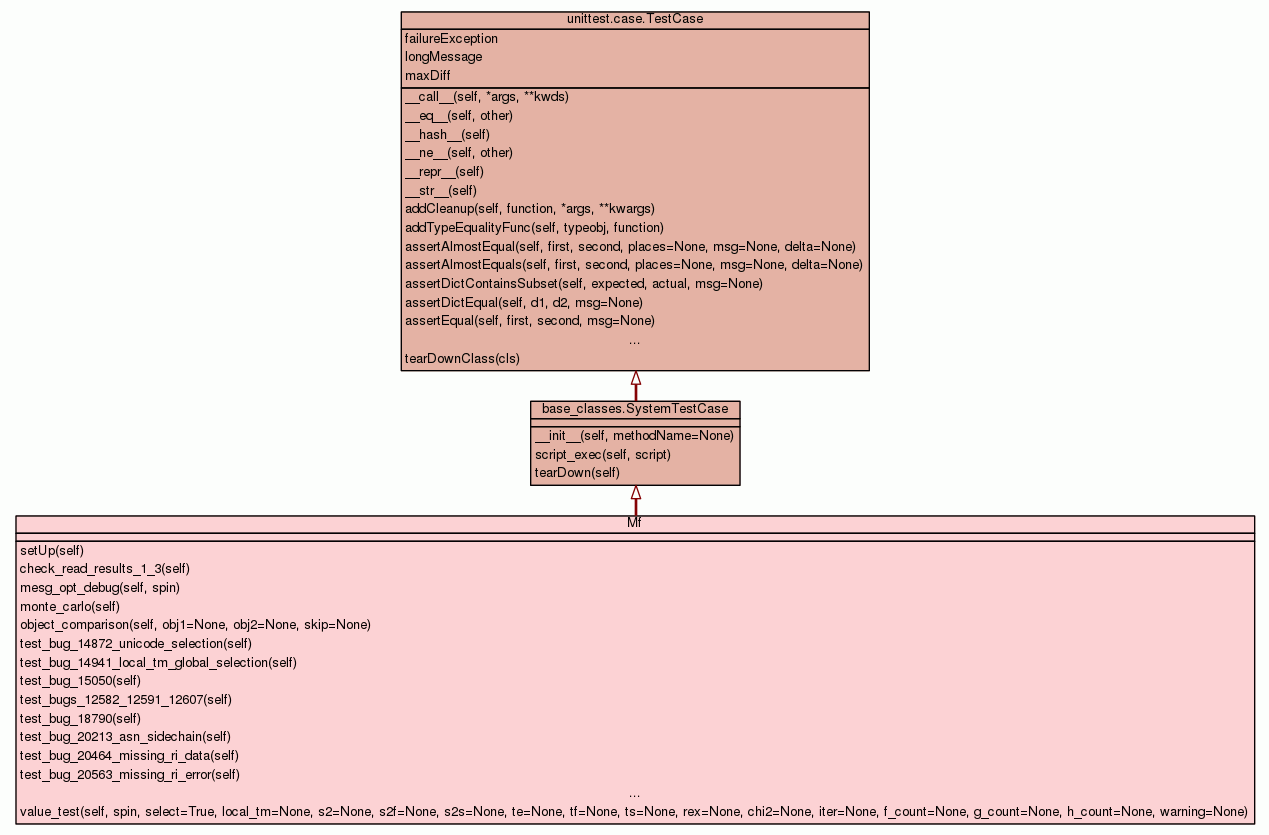 unittest.case.TestCase
failureException
longMessage
maxDiff
__call__(self, *args, **kwds)
__eq__(self, other)
__hash__(self)
__ne__(self, other)
__repr__(self)
__str__(self)
addCleanup(self, function, *args, **kwargs)
addTypeEqualityFunc(self, typeobj, function)
assertAlmostEqual(self, first, second, places=None, msg=None, delta=None)
assertAlmostEquals(self, first, second, places=None, msg=None, delta=None)
assertDictContainsSubset(self, expected, actual, msg=None)
assertDictEqual(self, d1, d2, msg=None)
assertEqual(self, first, second, msg=None)
...
tearDownClass(cls)
base_classes.SystemTestCase
__init__(self, methodName=None)
script_exec(self, script)
tearDown(self)
Mf
setUp(self)
check_read_results_1_3(self)
mesg_opt_debug(self, spin)
monte_carlo(self)
object_comparison(self, obj1=None, obj2=None, skip=None)
test_bug_14872_unicode_selection(self)
test_bug_14941_local_tm_global_selection(self)
test_bug_15050(self)
test_bugs_12582_12591_12607(self)
test_bug_18790(self)
test_bug_20213_asn_sidechain(self)
test_bug_20464_missing_ri_data(self)
test_bug_20563_missing_ri_error(self)
...
value_test(self, spin, select=True, local_tm=None, s2=None, s2f=None, s2s=None, te=None, tf=None, ts=None, rex=None, chi2=None, iter=None, f_count=None, g_count=None, h_count=None, warning=None)